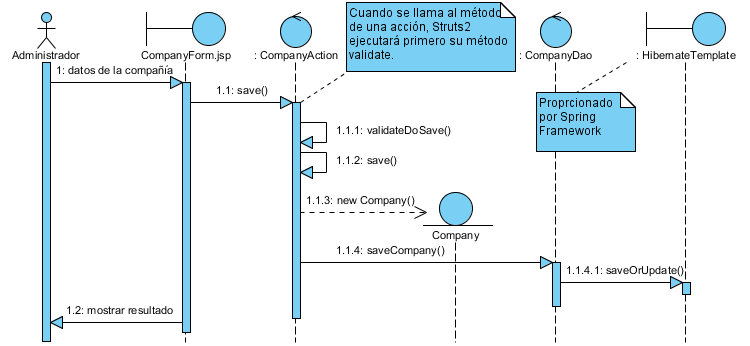 Cuando se llama al método
de una acción, Struts2
ejecutará primero su método
validate.
Administrador
CompanyForm.jsp
: CompanyAction
: CompanyDao
: HibernateTemplate
1: datos de la compañía
1.1: save()
Proprcionado
por Spring
Framework
1.1.1: validateDoSave()
1.1.2: save()
1.1.3: new Company()
Company
1.1.4: saveCompany()
1.1.4.1: saveOrUpdate()
1.2: mostrar resultado